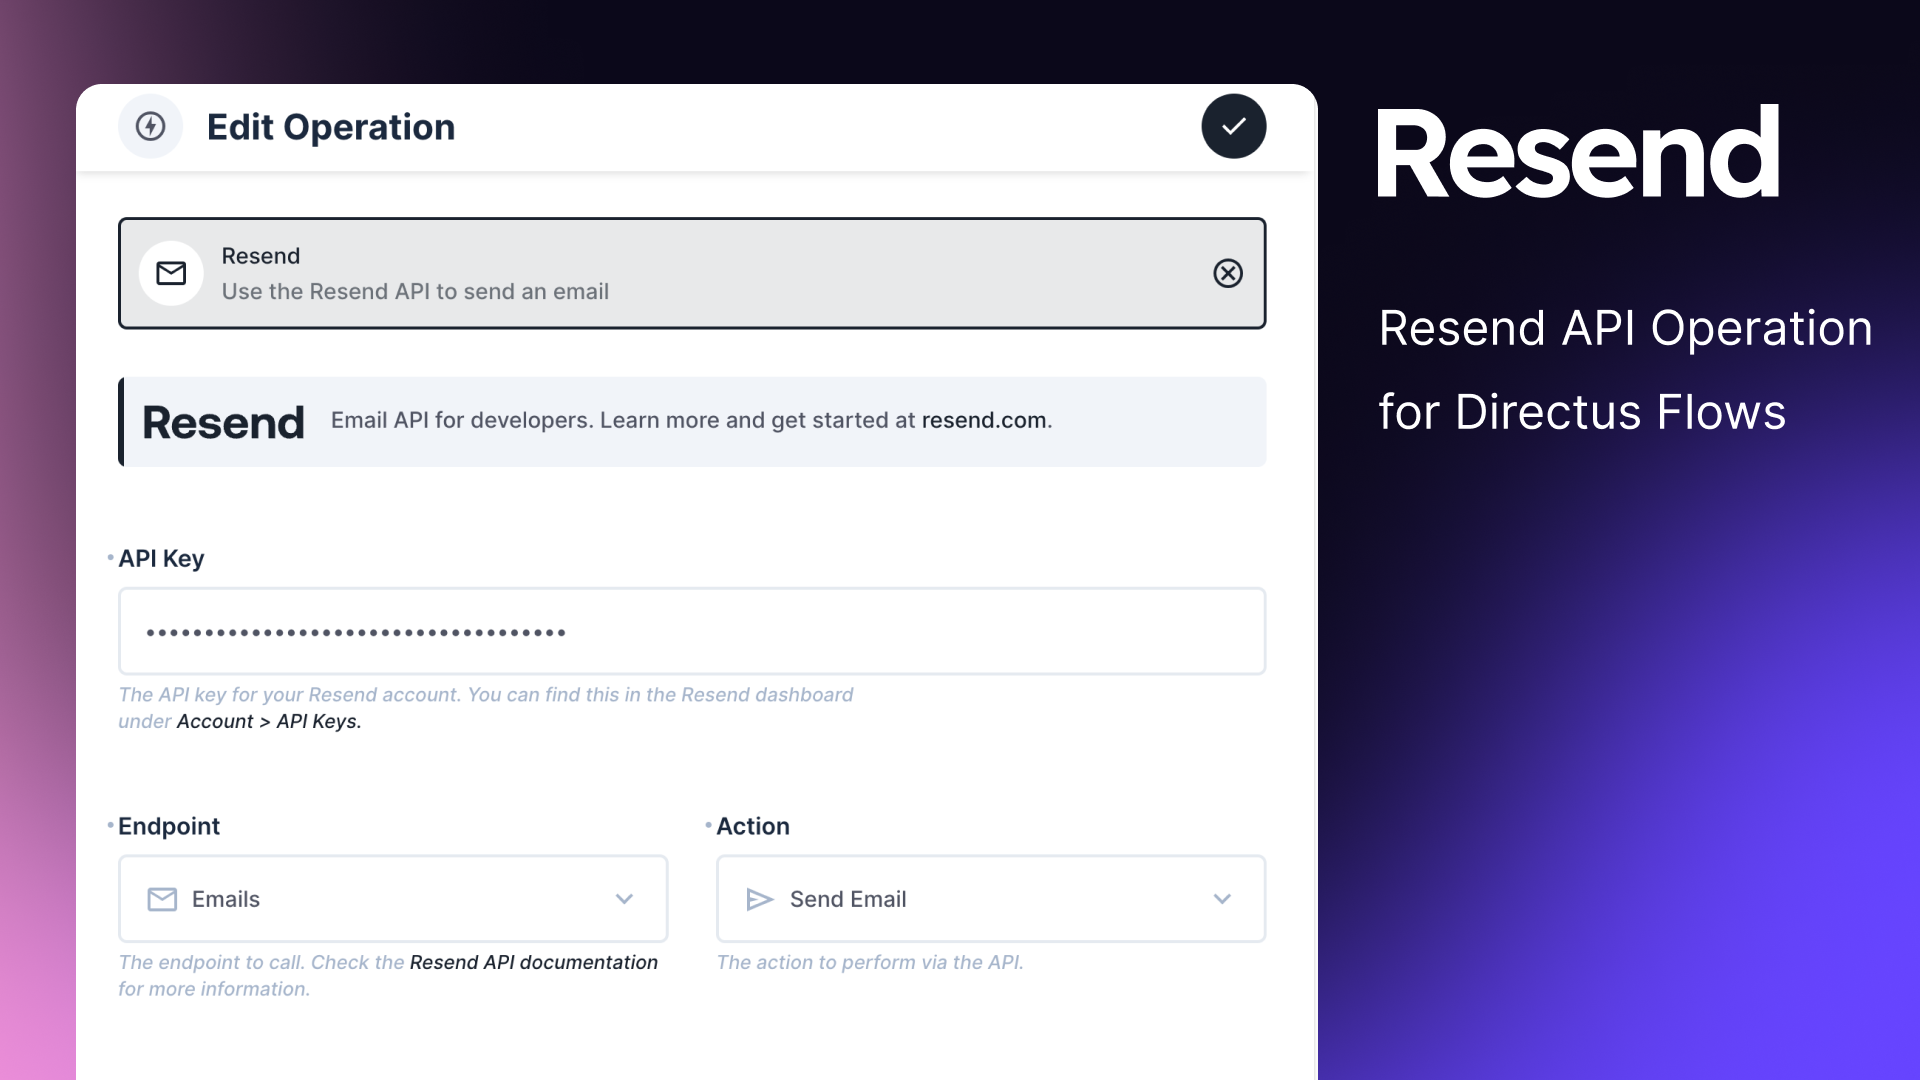 Edit Operation
Resend
Use the Resend API to send an email
Resend
Email API for developers. Learn more and get started at resend.com.
API Key
••••••••••••••••••••••••••••••••••••
The API key for your Resend account. You can find this in the Resend dashboard
under Account > API Keys.
Endpoint
Emails
The endpoint to call. Check the Resend API documentation
for more information.
Action
Send Email
The action to perform via the API.
Resend
Resend API Operation
for Directus Flows